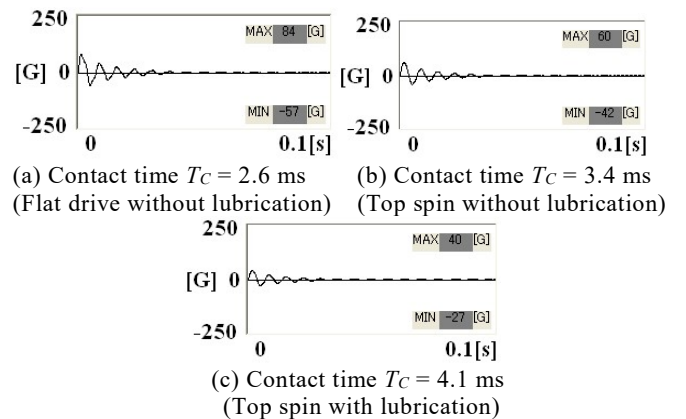 250
MAX 84 [G]
[G] 0
MIN -57 [G]
-250
0 0.1[s]
(a) Contact time TC = 2.6 ms
(Flat drive without lubrication)
250
MAX 60 [G]
[G] 0
MIN -42 [G]
-250
0 0.1[s]
(b) Contact time TC = 3.4 ms
(Top spin without lubrication)
250
MAX 40 [G]
[G] 0
MIN -27 [G]
-250
0 0.1[s]
(c) Contact time TC = 4.1 ms
(Top spin with lubrication)